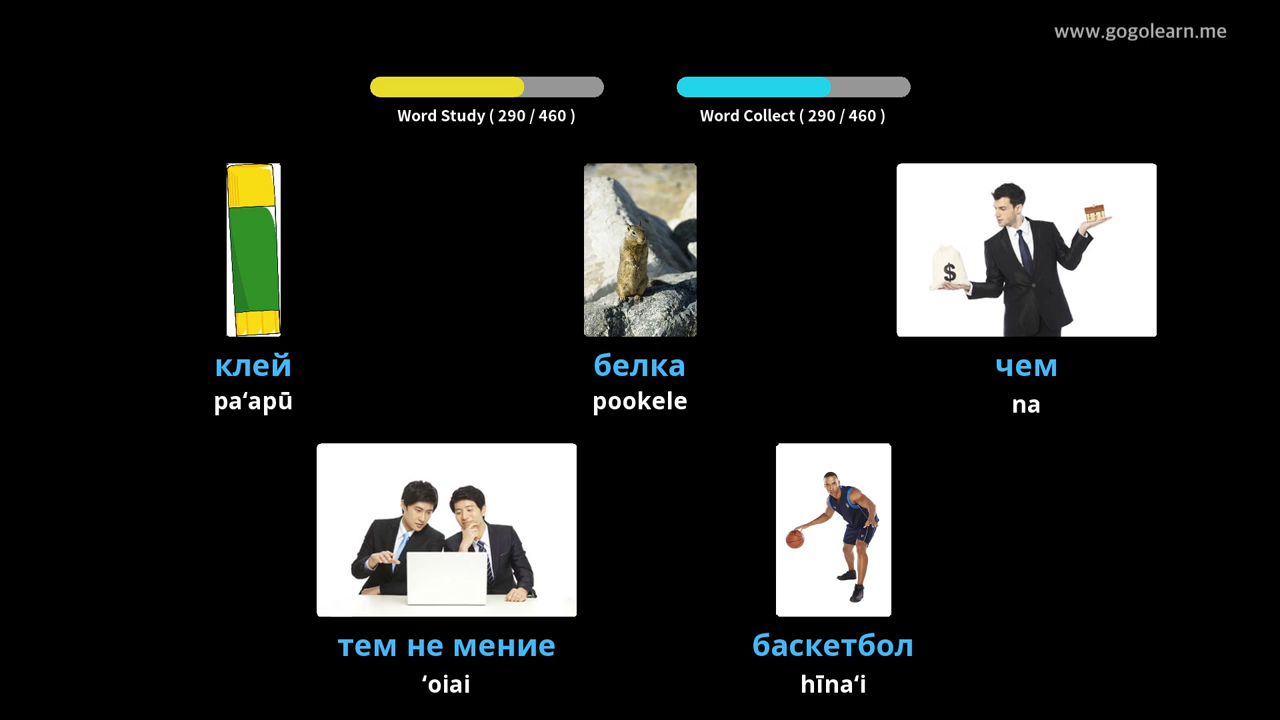 www.gogolearn.me
Word Study ( 290 / 460 )
Word Collect ( 290 / 460 )
$
клей
белка
чем
paʻapū
pookele
na
тем не мение
баскетбол
ʻoiai
hīnaʻi